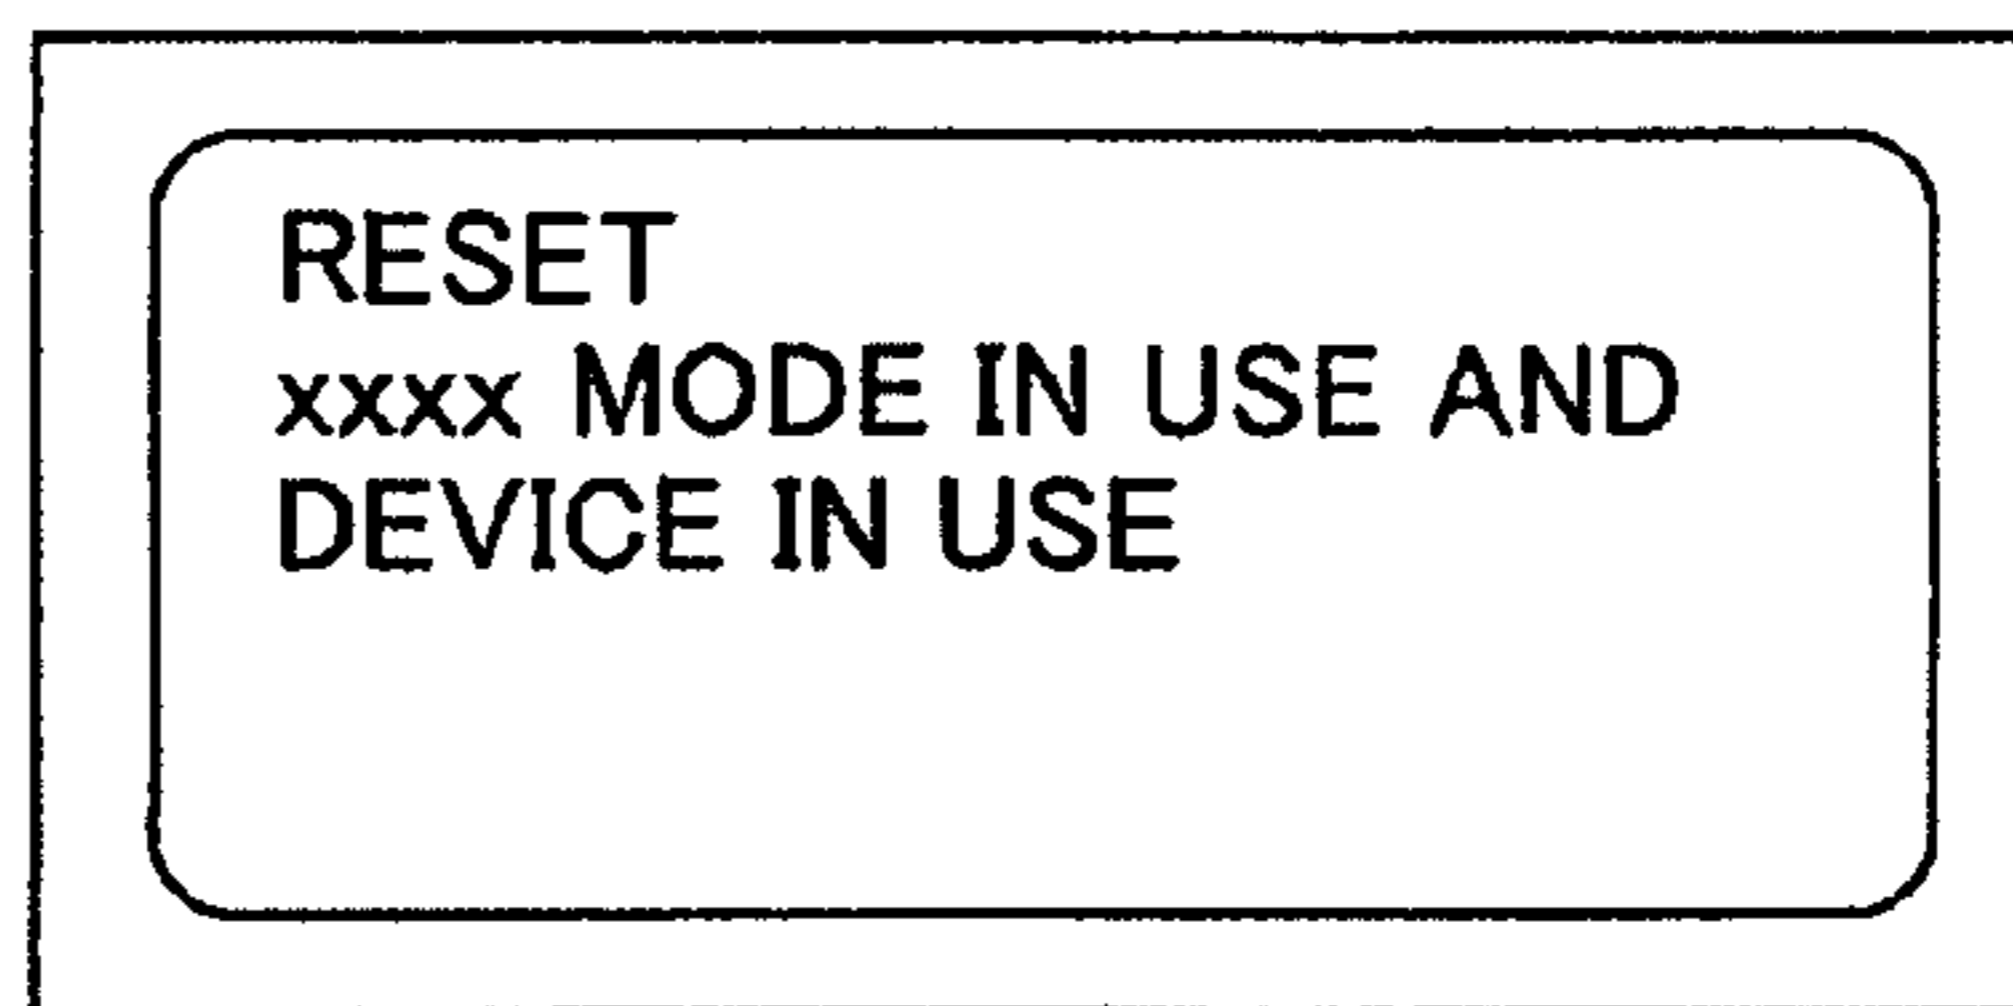 RESET
xxxx MODE IN USE AND
DEVICE IN USE